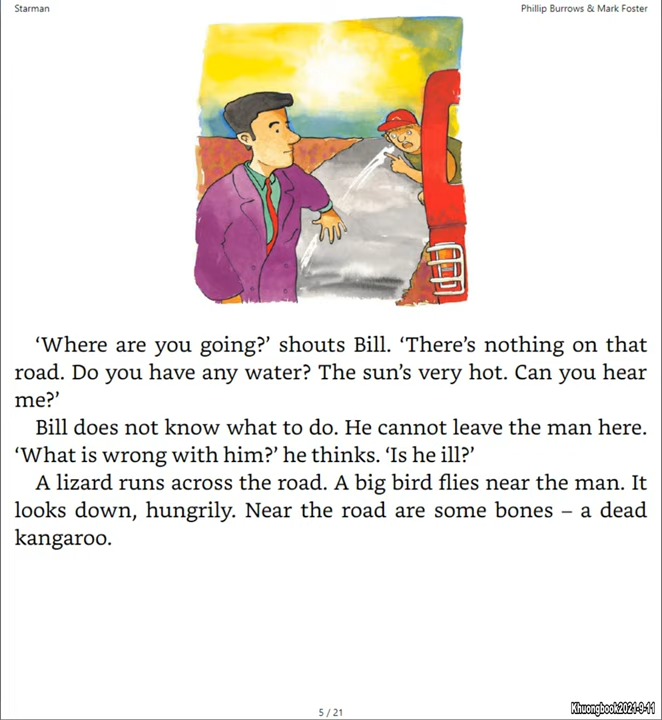 Starman
Phillip Burrows & Mark Foster
‘Where are you going?’ shouts Bill. ‘There’s nothing on that
road. Do you have any water? The sun’s very hot. Can you hear
me?’
Bill does not know what to do. He cannot leave the man here.
‘What is wrong with him?’ he thinks. ‘Is he ill?’
A lizard runs across the road. A big bird flies near the man. It
looks down, hungrily. Near the road are some bones – a dead
kangaroo.
5 / 21
Khuongbook2021-9-11